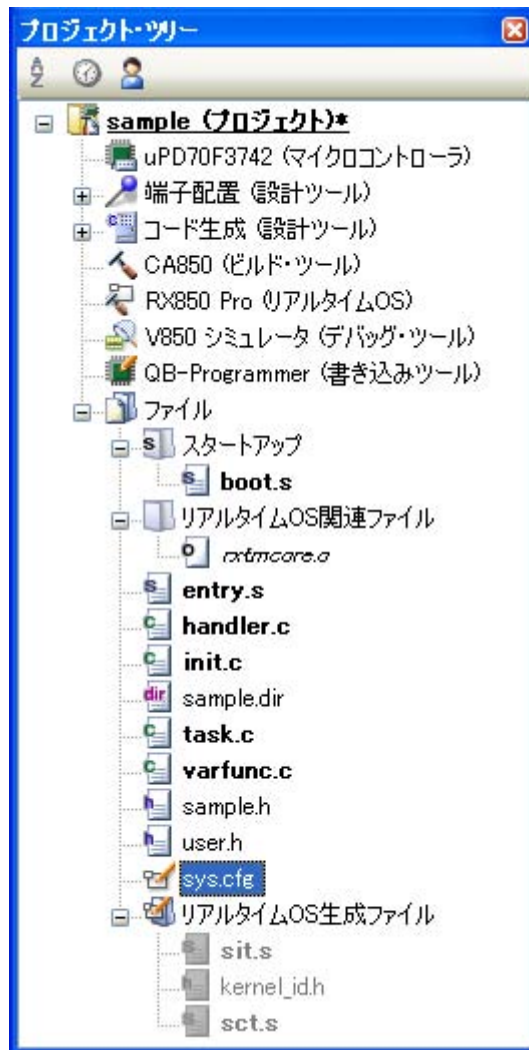 プロジェクト・ツリー
sample (プロジェクト)*
uPD70F3742 (マイクロコントローラ)
端子配置 (設計ツール)
コード生成 (設計ツール)
CA850 (ビルド・ツール)
RX850 Pro (リアルタイムOS)
V850 シミュレータ (デバッグ・ツール)
QB-Programmer (書き込みツール)
ファイル
スタートアップ
boot.s
リアルタイムOS関連ファイル
rxtmcore.o
entry.s
handler.c
init.c
sample.dir
task.c
varfunc.c
sample.h
user.h
sys.cfg
リアルタイムOS生成ファイル
sit.s
kernel_id.h
sct.s